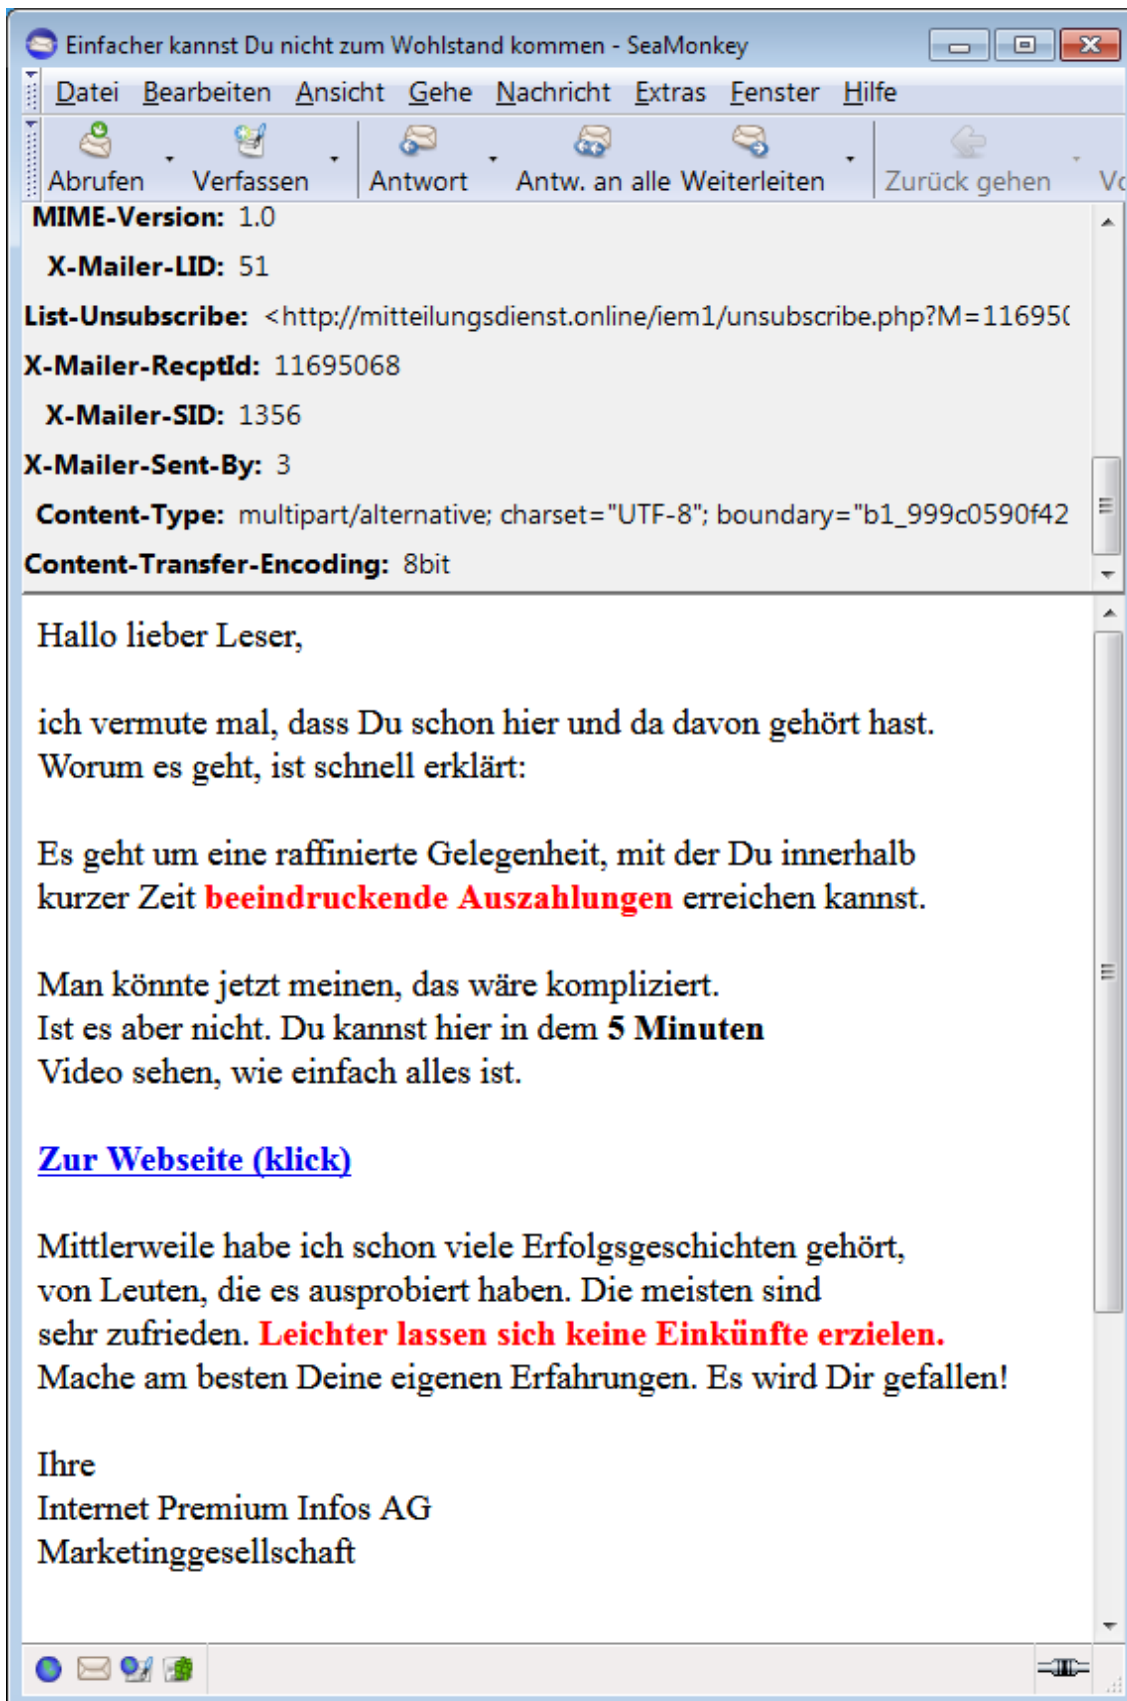 Einfacher kannst Du nicht zum Wohlstand kommen - SeaMonkey
Datei Bearbeiten Ansicht Gehe Nachricht Extras Fenster Hilfe
Abrufen Verfassen Antwort Antw. an alle Weiterleiten Zurück gehen
MIME-Version: 1.0
X-Mailer-LID: 51
List-Unsubscribe: <http://mitteilungsdienst.online/iem1/unsubscribe.php?M=11695
X-Mailer-RecptId: 11695068
X-Mailer-SID: 1356
X-Mailer-Sent-By: 3
Content-Type: multipart/alternative; charset="UTF-8"; boundary="b1_999c0590f42
Content-Transfer-Encoding: 8bit
Hallo lieber Leser,
ich vermute mal, dass Du schon hier und da davon gehört hast.
Worum es geht, ist schnell erklärt:
Es geht um eine raffinierte Gelegenheit, mit der Du innerhalb
kurzer Zeit beeindruckende Auszahlungen erreichen kannst.
Man könnte jetzt meinen, das wäre kompliziert.
Ist es aber nicht. Du kannst hier in dem 5 Minuten
Video sehen, wie einfach alles ist.
Zur Webseite (klick)
Mittlerweile habe ich schon viele Erfolgsgeschichten gehört,
von Leuten, die es ausprobiert haben. Die meisten sind
sehr zufrieden. Leichter lassen sich keine Einkünfte erzielen.
Mache am besten Deine eigenen Erfahrungen. Es wird Dir gefallen!
Ihre
Internet Premium Infos AG
Marketinggesellschaft